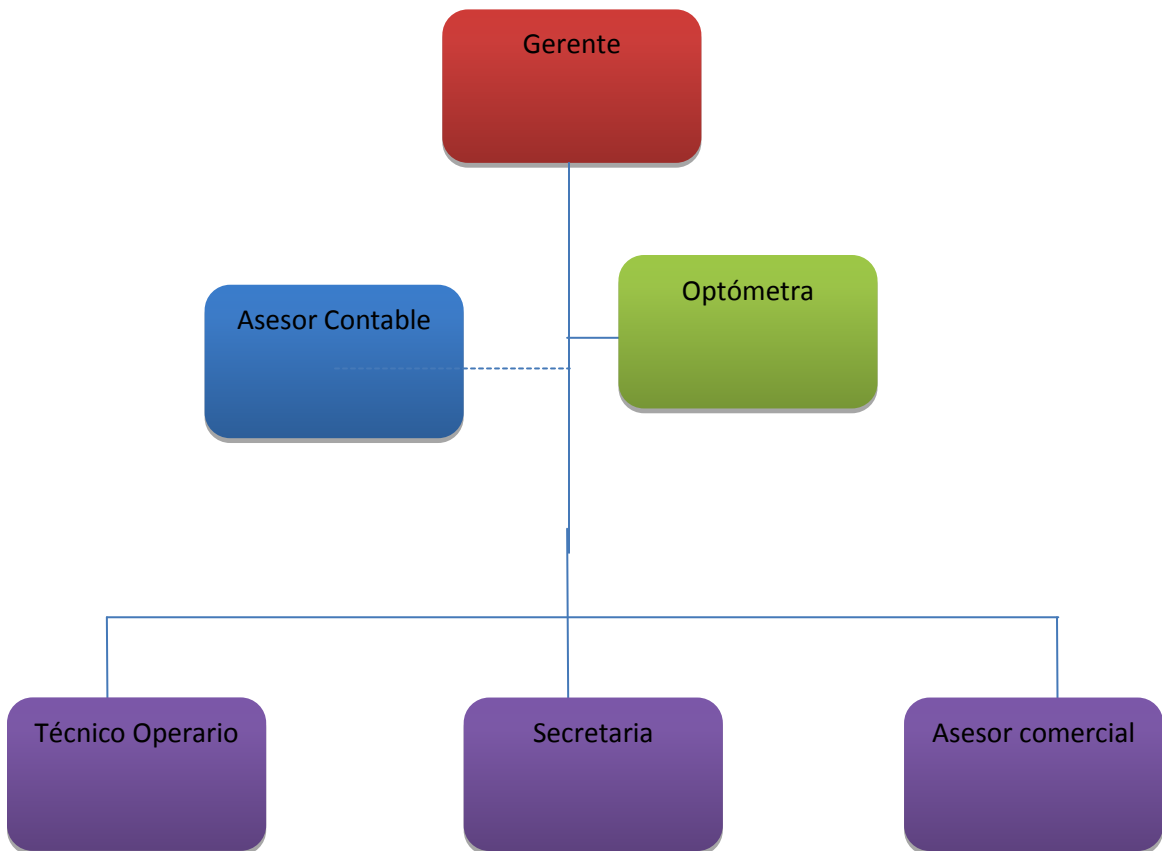 Gerente
Optómetra
Asesor Contable
Técnico Operario
Secretaria
Asesor comercial